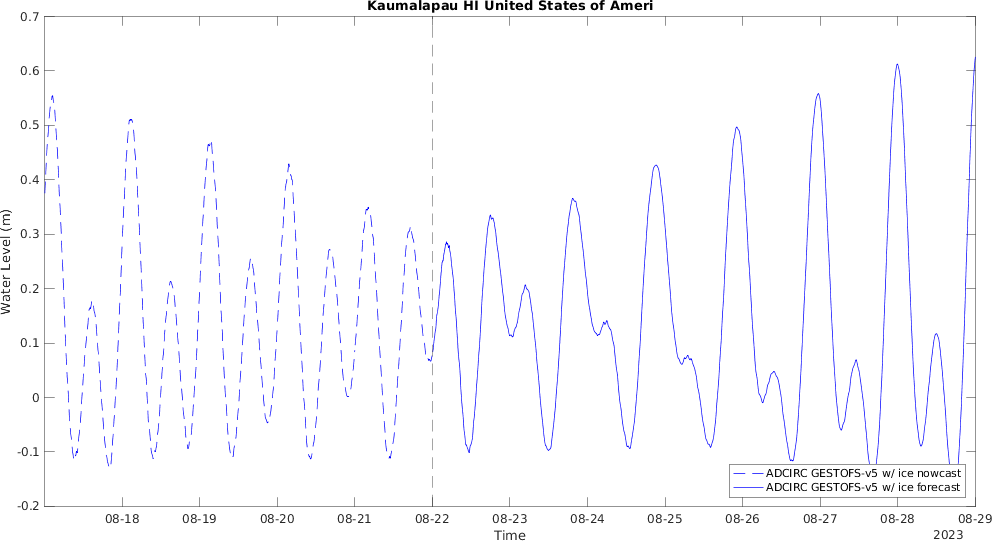 Kaumalapau HI United States of Ameri
Water Level (m)
0.7
0.6
0.5
0.4
0.3
0.2
0.1
0
-0.1
-0.2
ADCIRC GESTOFS-v5 w/ ice nowcast
ADCIRC GESTOFS-v5 w/ ice forecast
08-18 08-19 08-20 08-21 08-22 08-23 08-24 08-25 08-26 08-27 08-28 08-29
Time
2023